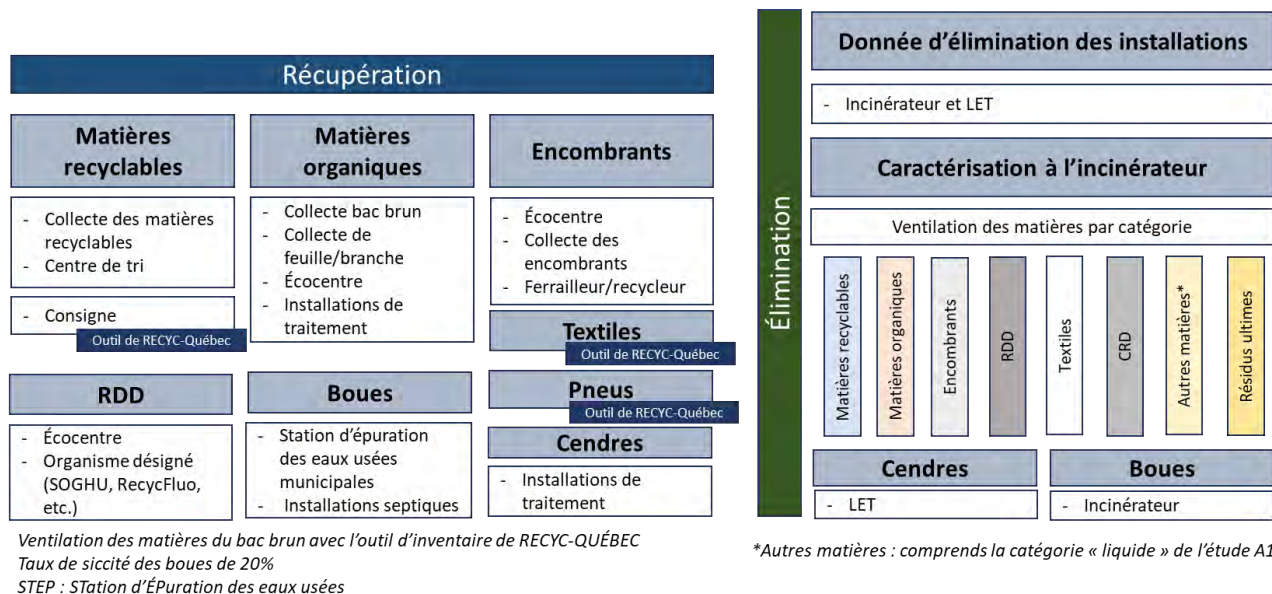 Récupération
Matières
recyclables
- Collecte des matières
recyclables
- Centre de tri
- Consigne
Outil de RECYC-Québec
Matières
organiques
- Collecte bac brun
- Collecte de
feuille/branche
- Écocentre
- Installations de
traitement
Encombrants
- Écocentre
- Collecte des
encombrants
- Ferrailleur/recycleur
Textiles
Outil de RECYC-Québec
RDD
- Écocentre
- Organisme désigné
(SOGHU, RecycFluo,
etc.)
Boues
- Station d'épuration
des eaux usées
municipales
- Installations septiques
Pneus
Outil de RECYC-Québec
Cendres
- Installations de
traitement
Ventilation des matières du bac brun avec l'outil d'inventaire de RECYC-QUÉBEC
Taux de siccité des boues de 20%
STEP : STation d'ÉPuration des eaux usées
Élimination
Donnée d'élimination des installations
- Incinérateur et LET
Caractérisation à l'incinérateur
Ventilation des matières par catégorie
Matières recyclables
Matières organiques
Encombrants
RDD
Textiles
CRD
Autres matières*
Résidus ultimes
Cendres
- LET
Boues
- Incinérateur
*Autres matières : comprends la catégorie « liquide » de l'étude A1